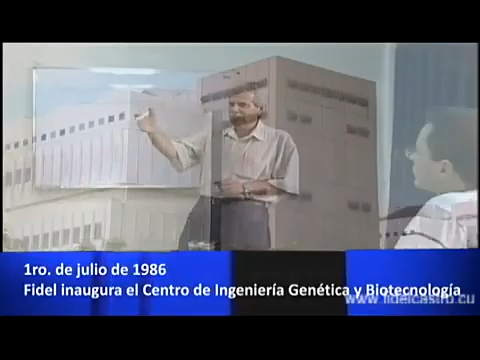 1ro. de julio de 1986
Fidel inaugura el Centro de Ingeniería Genética y Biotecnología
www.fidelcastro.cu